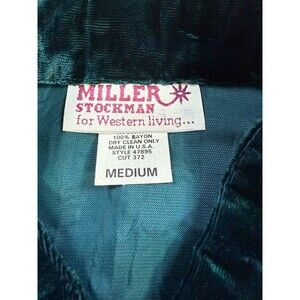 MILLER
STOCKMAN
for Western living...
100% RAYON
DRY CLEAN ONLY
MADE IN U.S.A.
STYLE 47895
CUT 372
MEDIUM